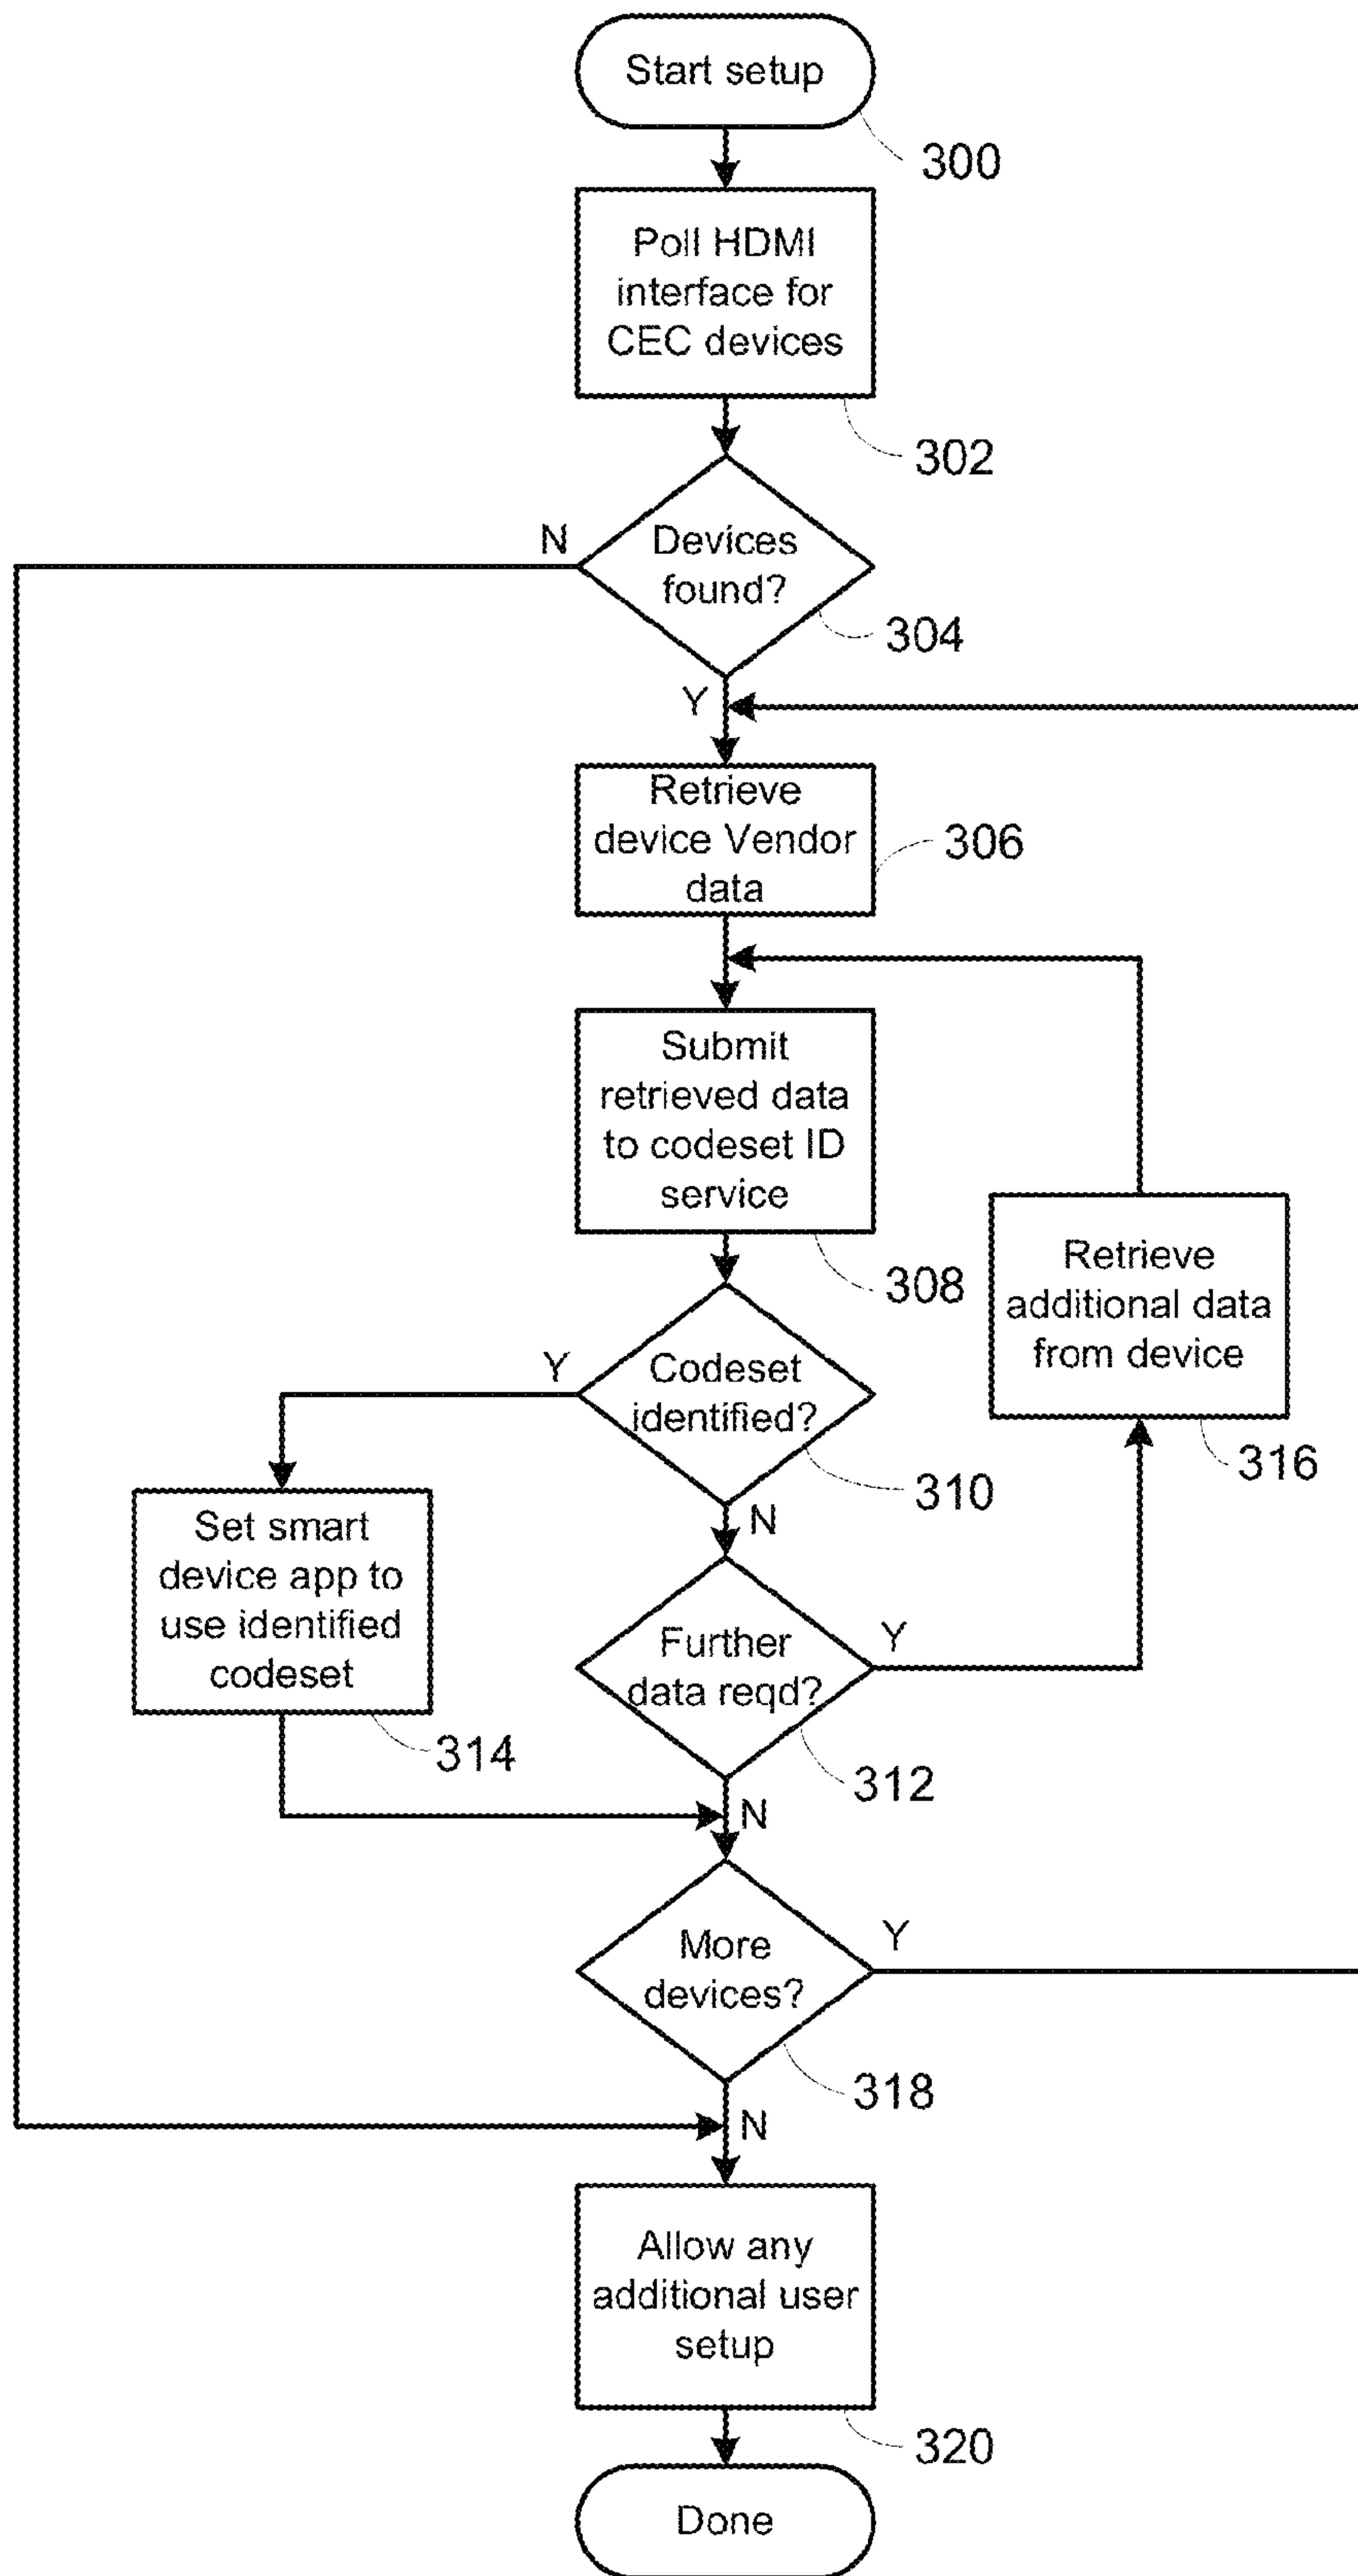 Start setup
300
Poll HDMI
interface for
CEC devices
302
N
Devices
found?
304
Y
Retrieve
device Vendor
data
306
Submit
retrieved data
to codeset ID
service
308
Retrieve
additional data
from device
316
Y
Codeset
identified?
310
N
Set smart
device app to
use identified
codeset
314
Further
data reqd?
Y
312
N
More
devices?
Y
318
N
Allow any
additional user
setup
320
Done